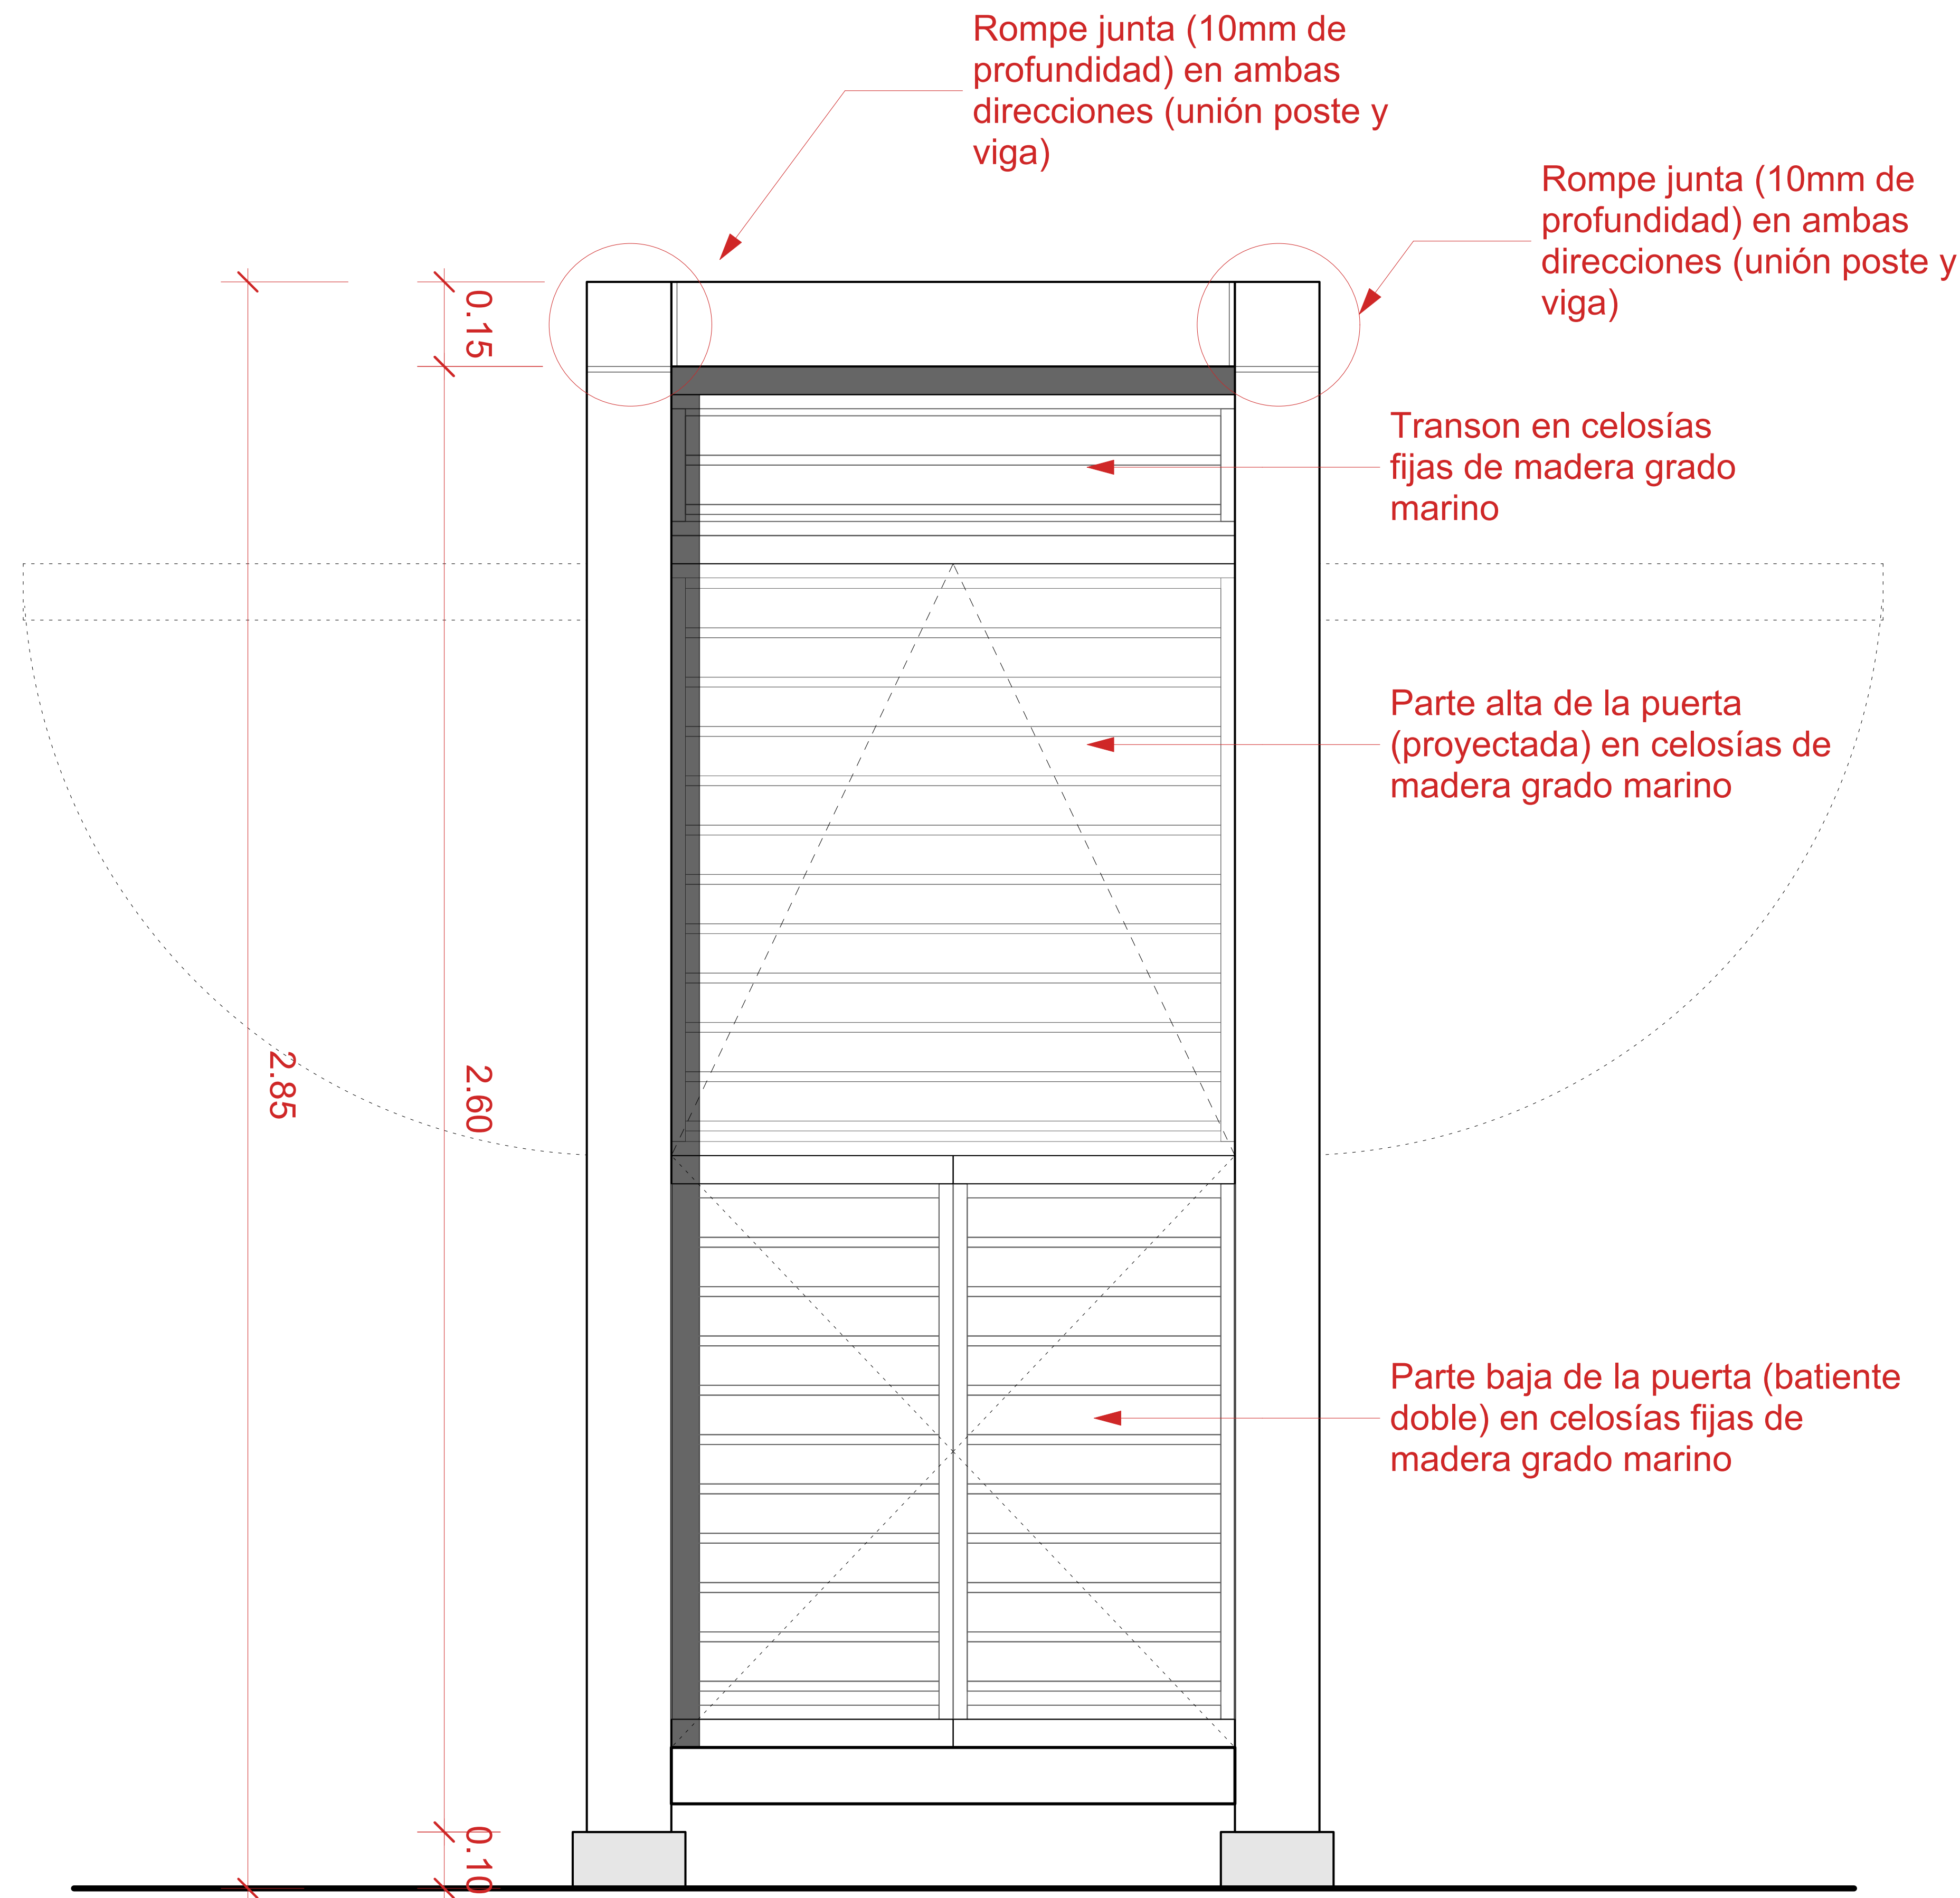 Rompe junta (10mm de
profundidad) en ambas
direcciones (unión poste y
viga)
Rompe junta (10mm de
profundidad) en ambas
direcciones (unión poste y
viga)
0.15
Transon en celosías
fijas de madera grado
marino
Parte alta de la puerta
(proyectada) en celosías de
madera grado marino
2.85
2.60
Parte baja de la puerta (batiente
doble) en celosías fijas de
madera grado marino
0.10